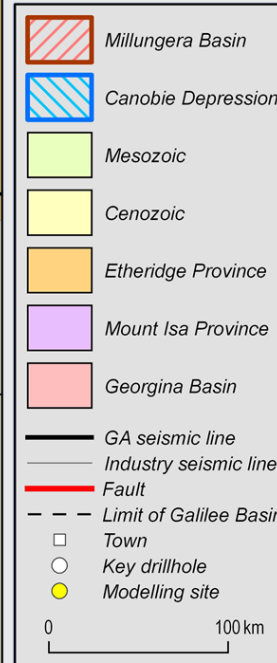 Millungera Basin
Canobie Depression
Mesozoic
Cenozoic
Etheridge Province
Mount Isa Province
Georgina Basin
GA seismic line
Industry seismic line
Fault
Limit of Galilee Basin
Town
Key drillhole
Modelling site
0 100 km